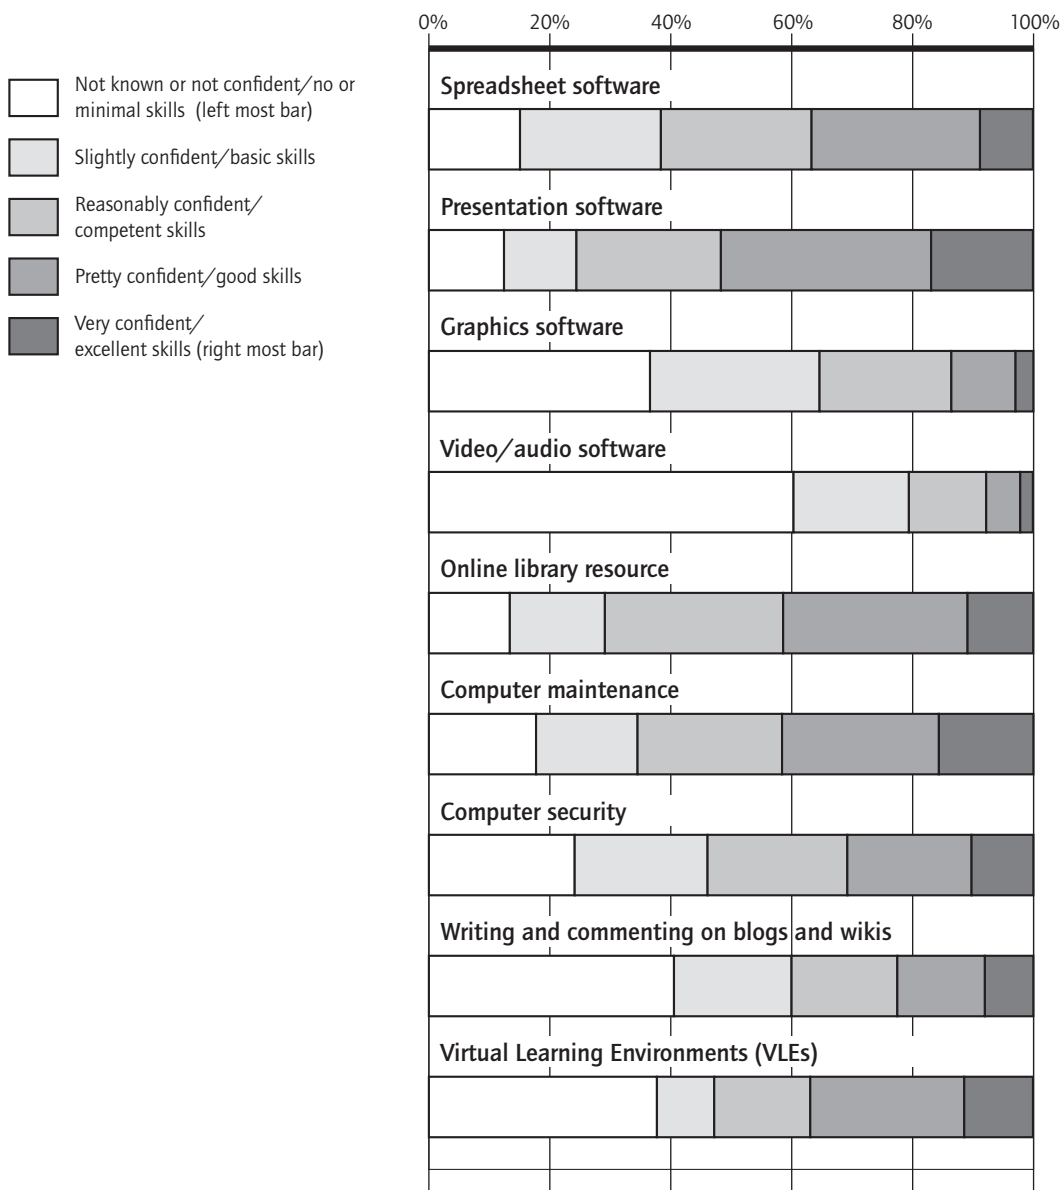 0% 20% 40% 60% 80% 100%
Not known or not confident/no or
minimal skills (left most bar)
Slightly confident/basic skills
Reasonably confident/
competent skills
Pretty confident/good skills
Very confident/
excellent skills (right most bar)
Spreadsheet software
Presentation software
Graphics software
Video/audio software
Online library resource
Computer maintenance
Computer security
Writing and commenting on blogs and wikis
Virtual Learning Environments (VLEs)